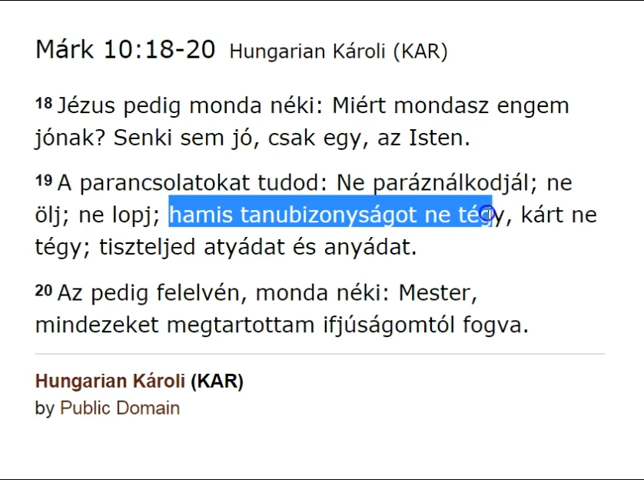 Márk 10:18-20 Hungarian Károli (KAR)
18 Jézus pedig monda néki: Miért mondasz engem
jónak? Senki sem jó, csak egy, az Isten.
19 A parancsolatokat tudod: Ne paráználkodjál; ne
ölj; ne lopj; hamis tanubizonyságot ne tégy, kárt ne
tégy; tiszteljed atyádat és anyádat.
20 Az pedig felelvén, monda néki: Mester,
mindezeket megtartottam ifjúságomtól fogva.
Hungarian Károli (KAR)
by Public Domain